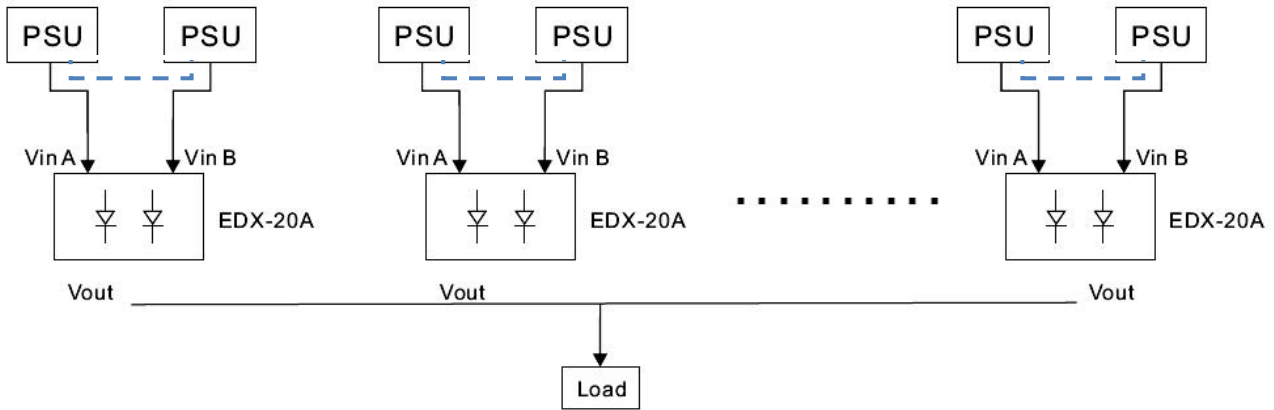 PSU PSU PSU PSU PSU PSU
Vin A Vin B Vin A Vin B Vin A Vin B
EDX-20A EDX-20A EDX-20A
Vout Vout Vout
Load